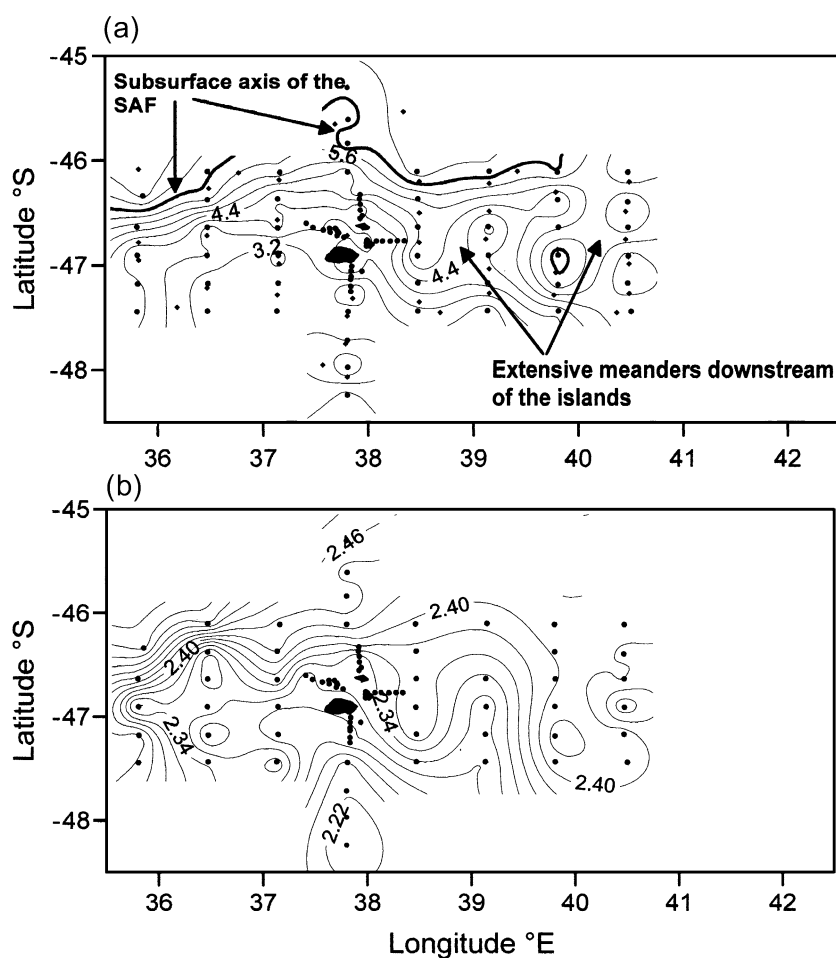 (a)
-45
Subsurface axis of the
SAF
-46
5.6
4.4
3.2
Latitude °S
-47
4.4
Extensive meanders downstream
of the islands
-48
36 37 38 39 40 41 42
(b)
-45
2.46
-46
2.40
2.40
Latitude °S
-47
2.34
2.34
2.40
-48
2.22
36 37 38 39 40 41 42
Longitude °E